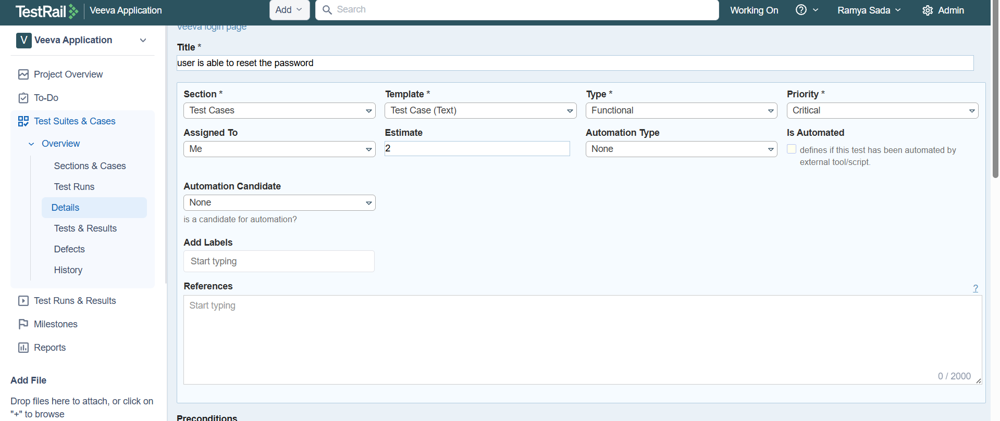 TestRail Veeva Application Add Search Working On Ramya Sada Admin
V Veeva Application
Project Overview
To-Do
Test Suites & Cases
Overview
Sections & Cases
Test Runs
Details
Tests & Results
Defects
History
Test Runs & Results
Milestones
Reports
Add File
Drop files here to attach, or click on
"+" to browse
Veeva login page
Title *
user is able to reset the password
Section * Template * Type * Priority *
Test Cases Test Case (Text) Functional Critical
Assigned To Estimate Automation Type Is Automated
Me 2 None defines if this test has been automated by
external tool/script.
Automation Candidate
None
is a candidate for automation?
Add Labels
Start typing
References ?
Start typing
0 / 2000
Preconditions